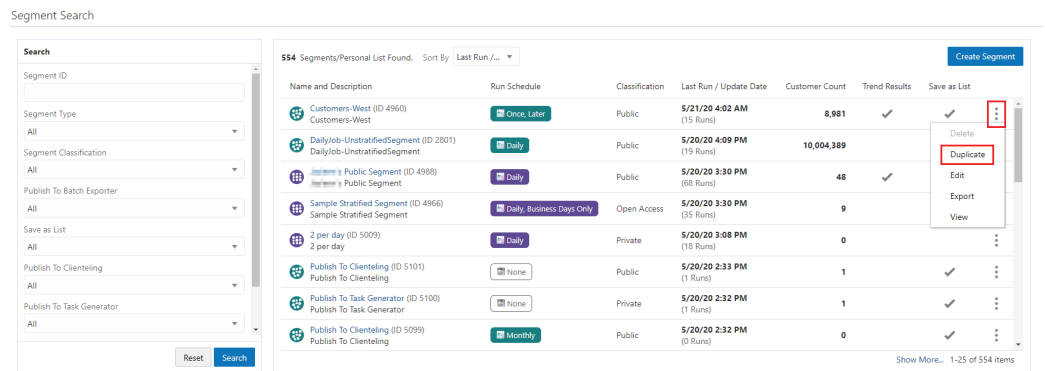 Segment Search
Search
Segment ID
Segment Type
All
Segment Classification
All
Publish To Batch Exporter
All
Save as List
All
Publish To Clienteling
All
Publish To Task Generator
All
Reset Search
554 Segments/Personal List Found. Sort By Last Run /... Create Segment
Name and Description Run Schedule Classification Last Run / Update Date Customer Count Trend Results Save as List
Customers-West (ID 4960)
Customers-West
Once, Later
Public
5/21/20 4:02 AM
(15 Runs)
8,981
DailyJob-UnstratifiedSegment (ID 2801)
DailyJob-UnstratifiedSegment
Daily
Public
5/20/20 4:09 PM
(19 Runs)
10,004,389
Public Segment (ID 4988)
Public Segment
Daily
Public
5/20/20 3:30 PM
(68 Runs)
48
Sample Stratified Segment (ID 4966)
Sample Stratified Segment
Daily, Business Days Only
Open Access
5/20/20 3:30 PM
(35 Runs)
9
2 per day (ID 5009)
2 per day
Daily
Private
5/20/20 3:08 PM
(18 Runs)
0
Publish To Clienteling (ID 5101)
Publish To Clienteling
None
Public
5/20/20 2:33 PM
(1 Runs)
1
Publish To Task Generator (ID 5100)
Publish To Task Generator
None
Private
5/20/20 2:32 PM
(1 Runs)
1
Publish To Clienteling (ID 5099)
Publish To Clienteling
Monthly
Public
5/20/20 2:32 PM
(0 Runs)
0
Delete
Duplicate
Edit
Export
View
Show More... 1-25 of 554 items